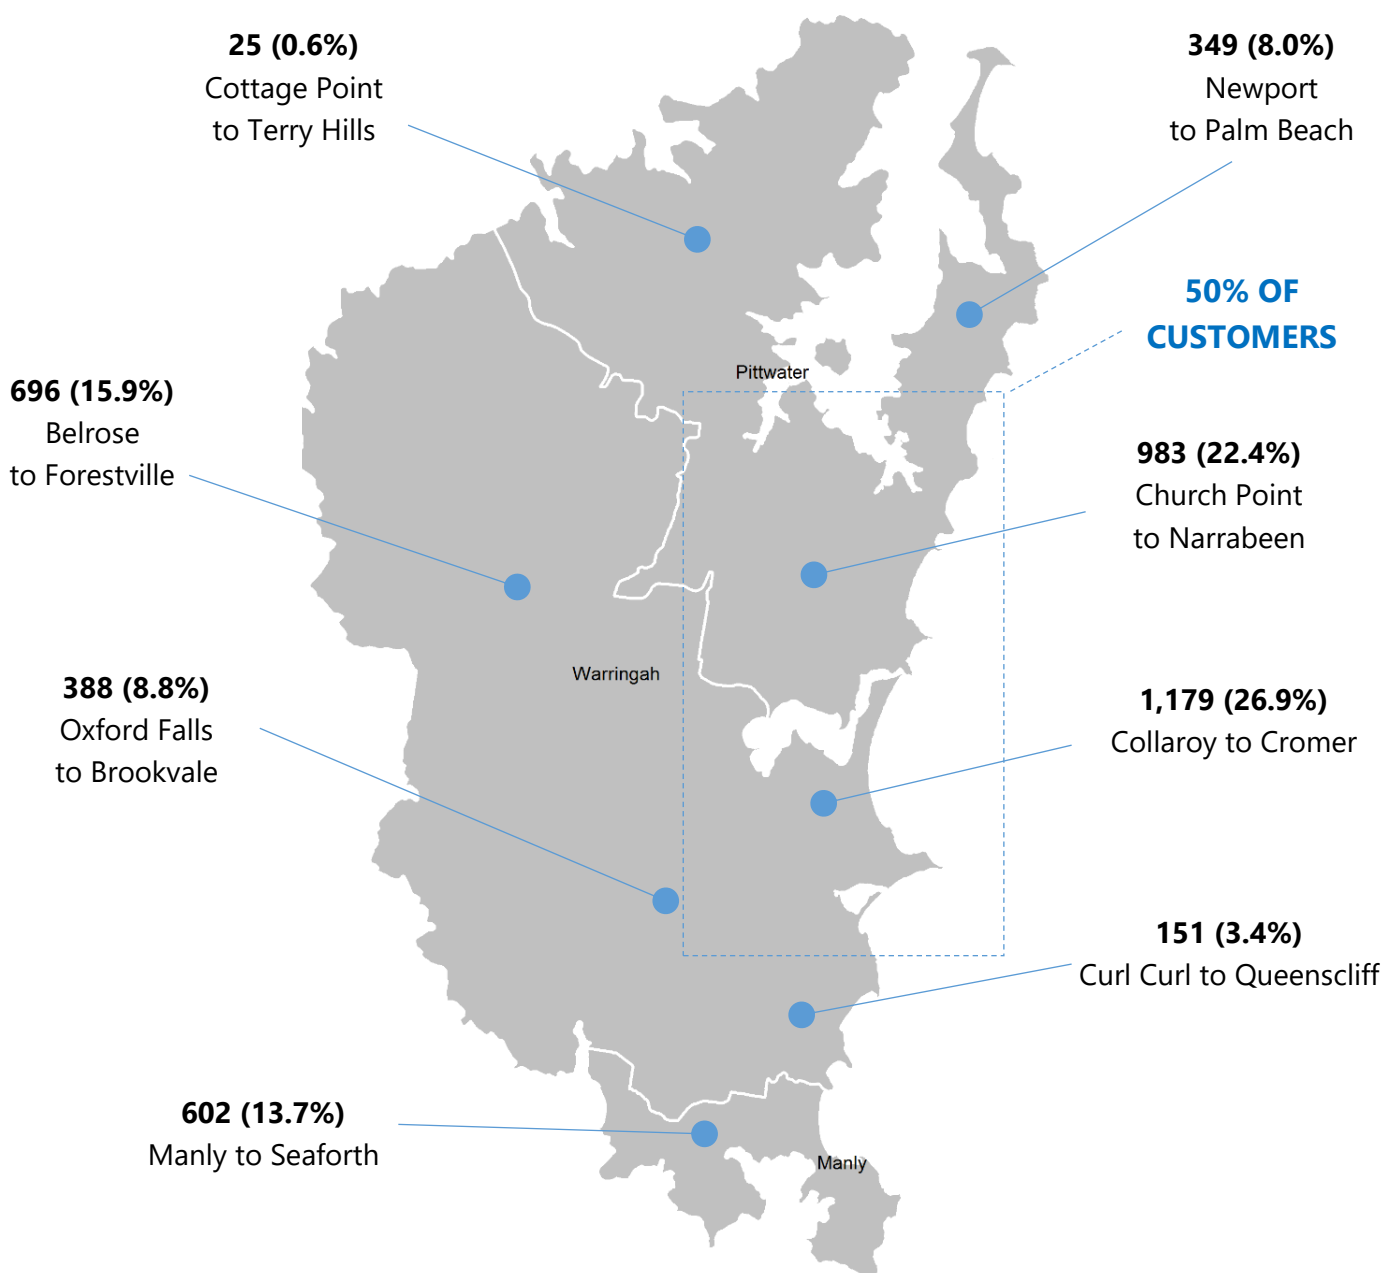 25 (0.6%)
Cottage Point
to Terry Hills
349 (8.0%)
Newport
to Palm Beach
50% OF
CUSTOMERS
Pittwater
696 (15.9%)
Belrose
to Forestville
983 (22.4%)
Church Point
to Narrabeen
Warringah
388 (8.8%)
Oxford Falls
to Brookvale
1,179 (26.9%)
Collaroy to Cromer
151 (3.4%)
Curl Curl to Queenscliff
602 (13.7%)
Manly to Seaforth
Manly